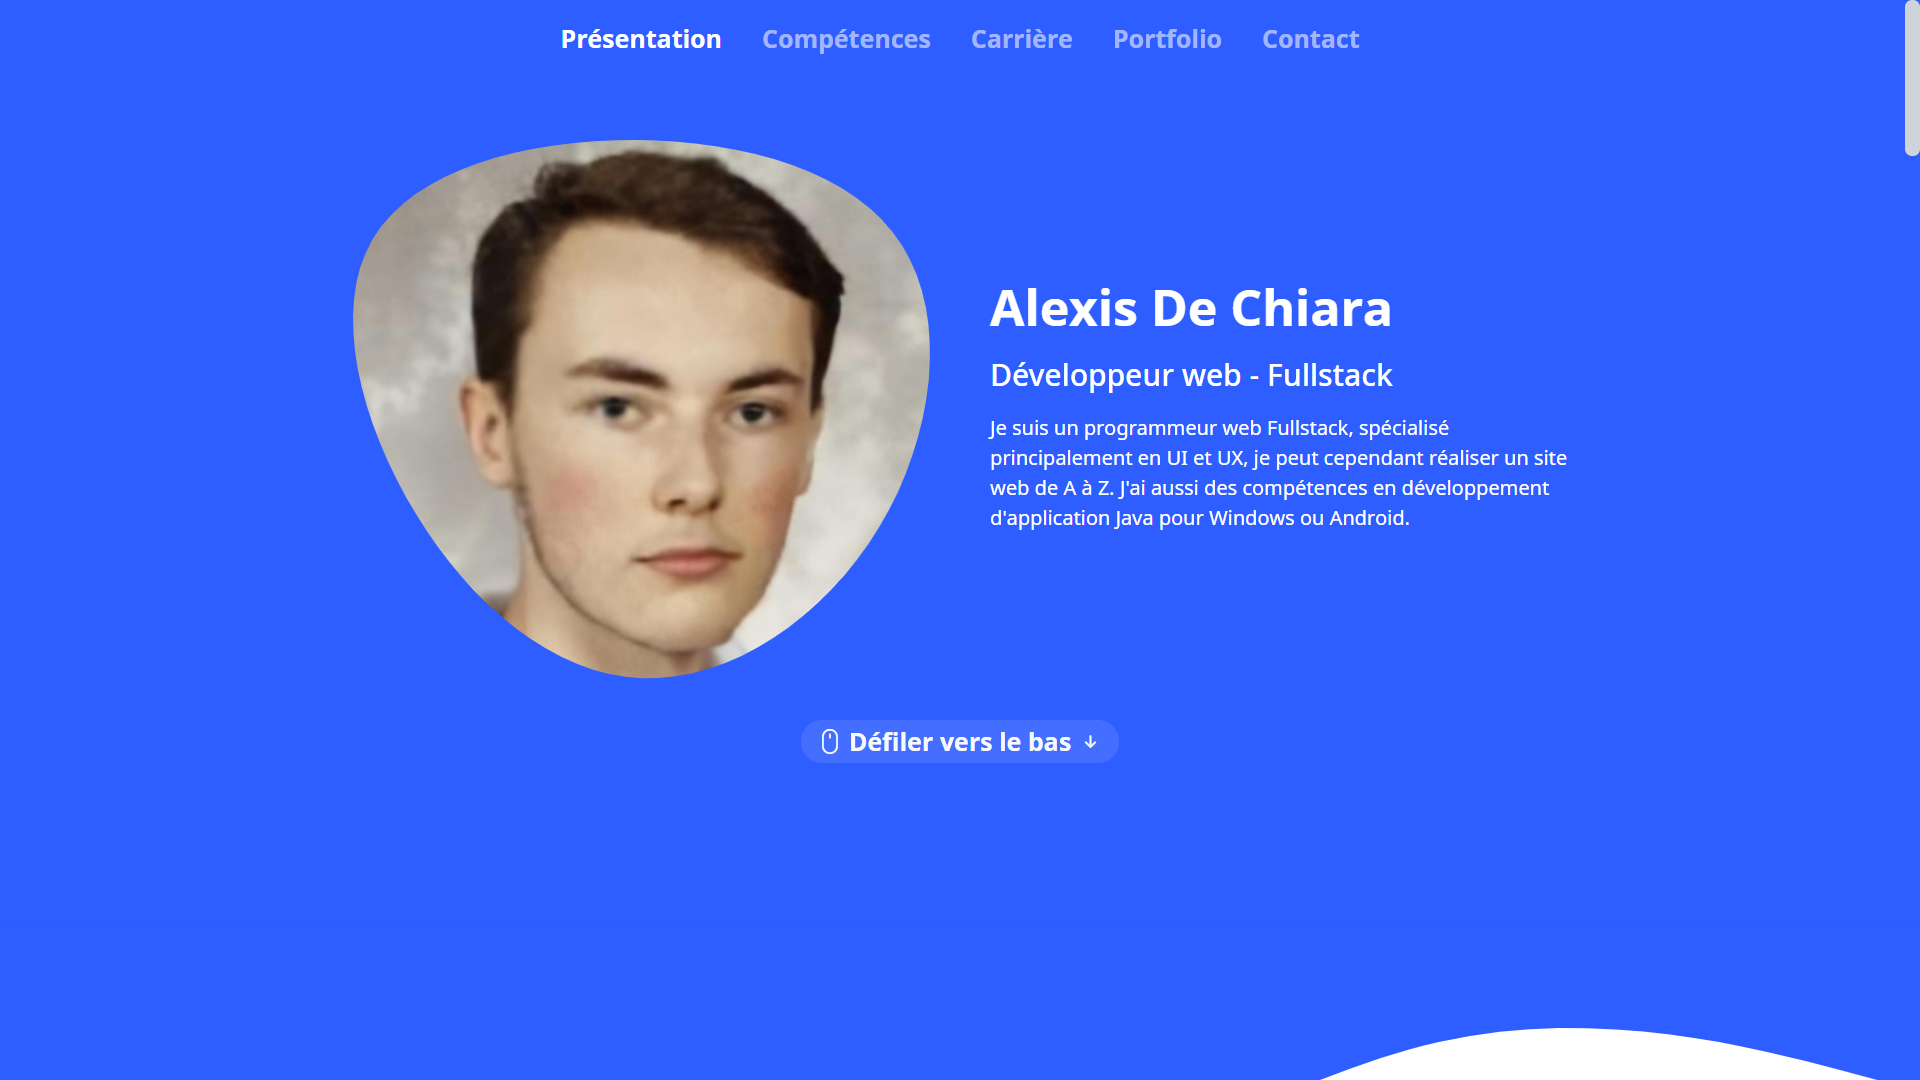 Présentation Compétences Carrière Portfolio Contact
Alexis De Chiara
Développeur web - Fullstack
Je suis un programmeur web Fullstack, spécialisé
principalement en UI et UX, je peut cependant réaliser un site
web de A à Z. J'ai aussi des compétences en développement
d'application Java pour Windows ou Android.
Défiler vers le bas